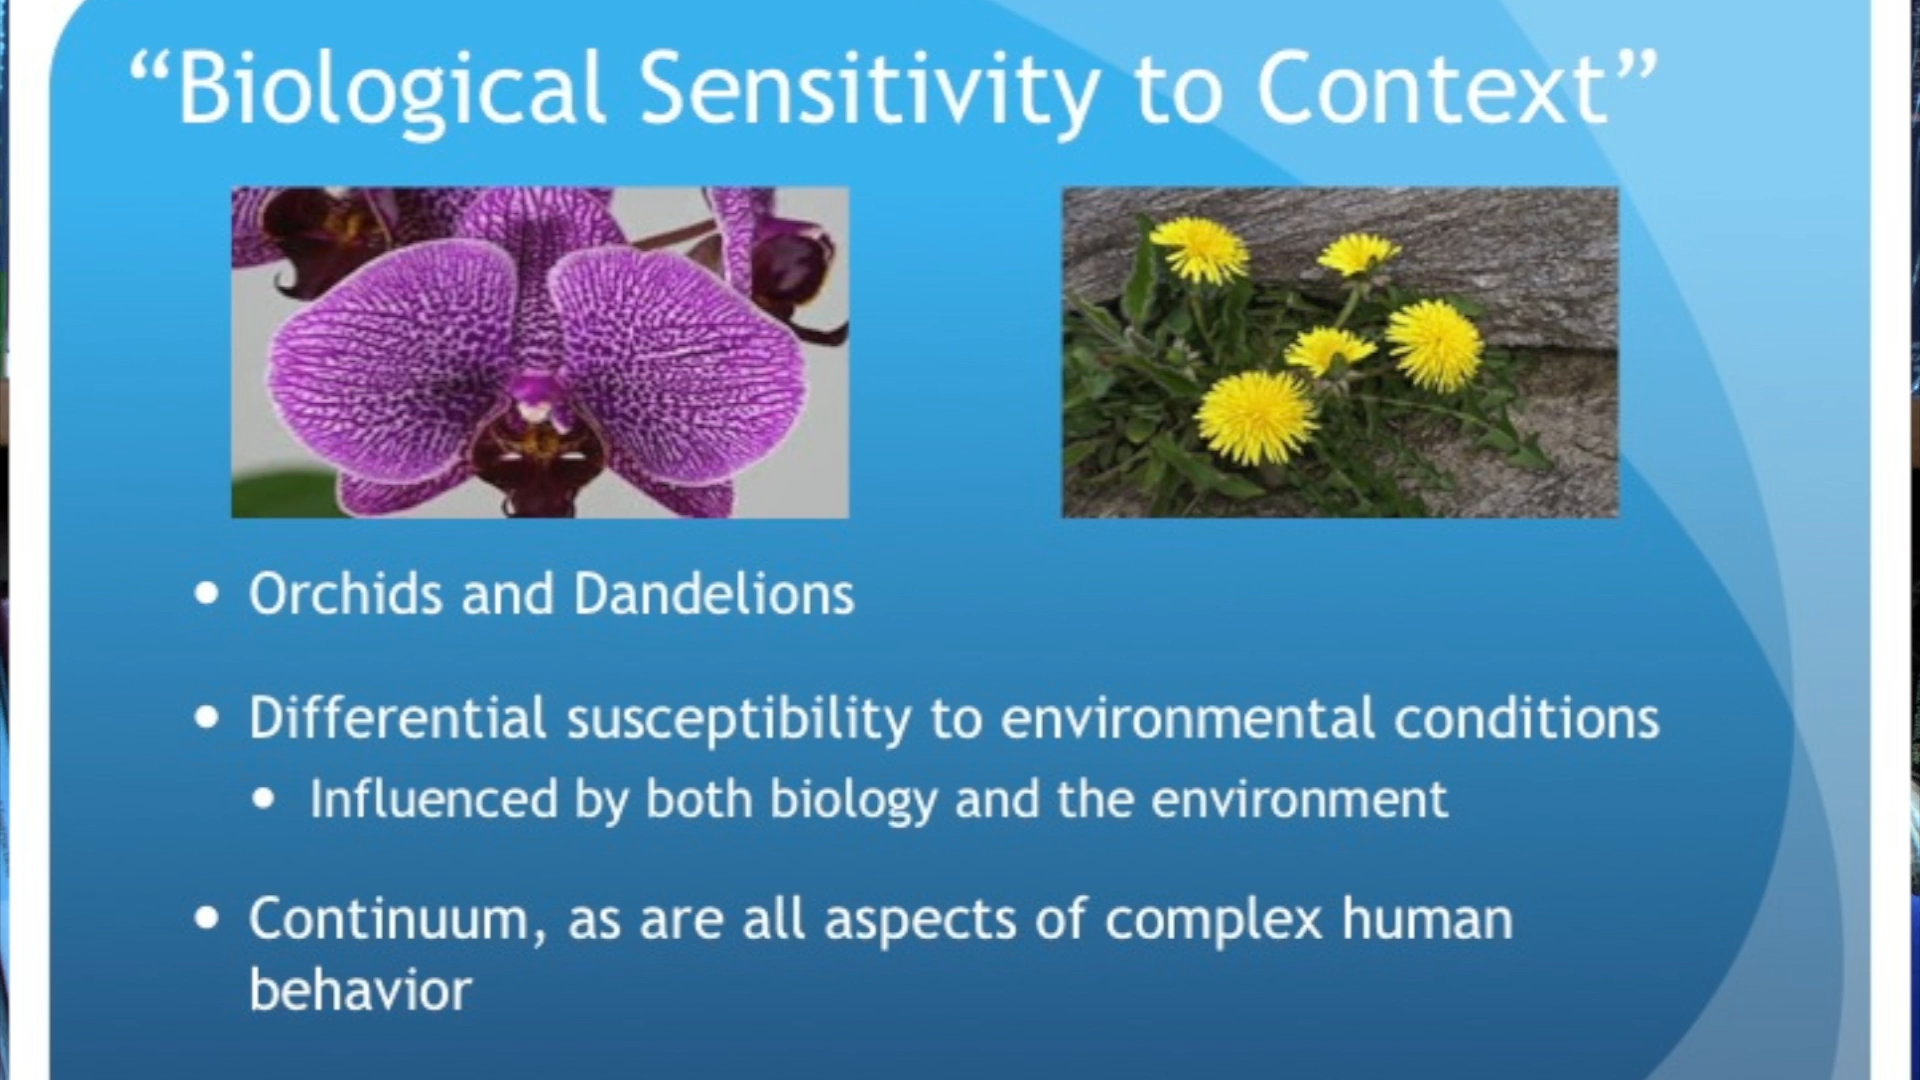 “Biological Sensitivity to Context”
• Orchids and Dandelions
• Differential susceptibility to environmental conditions
• Influenced by both biology and the environment
• Continuum, as are all aspects of complex human
behavior